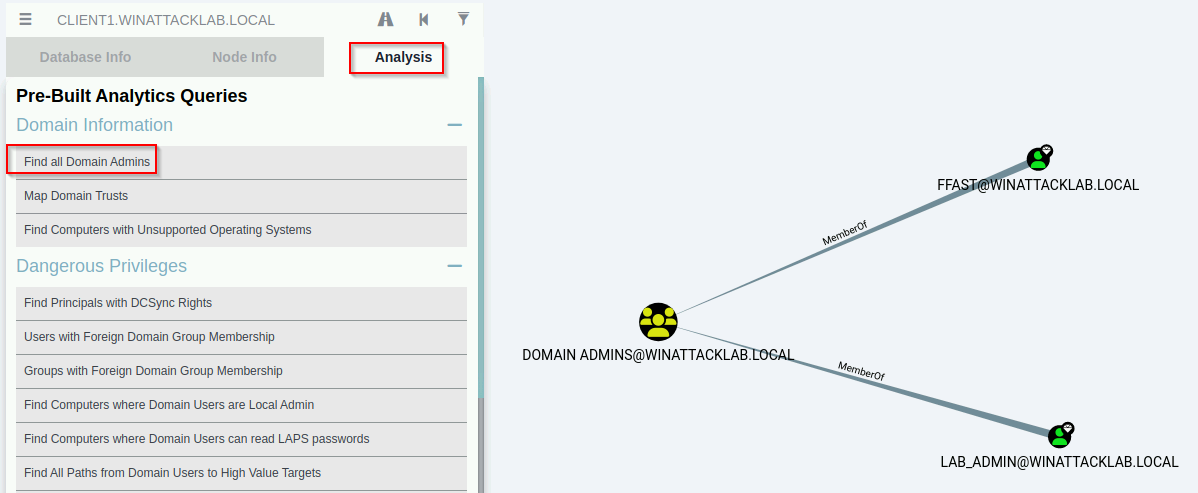 CLIENT1.WINATTACKLAB.LOCAL
Database Info
Node Info
Analysis
Pre-Built Analytics Queries
Domain Information
Find all Domain Admins
Map Domain Trusts
Find Computers with Unsupported Operating Systems
Dangerous Privileges
Find Principals with DCSync Rights
Users with Foreign Domain Group Membership
Groups with Foreign Domain Group Membership
Find Computers where Domain Users are Local Admin
Find Computers where Domain Users can read LAPS passwords
Find All Paths from Domain Users to High Value Targets
FFAST@WINATTACKLAB.LOCAL
MemberOf
DOMAIN ADMINS@WINATTACKLAB.LOCAL
MemberOf
LAB_ADMIN@WINATTACKLAB.LOCAL